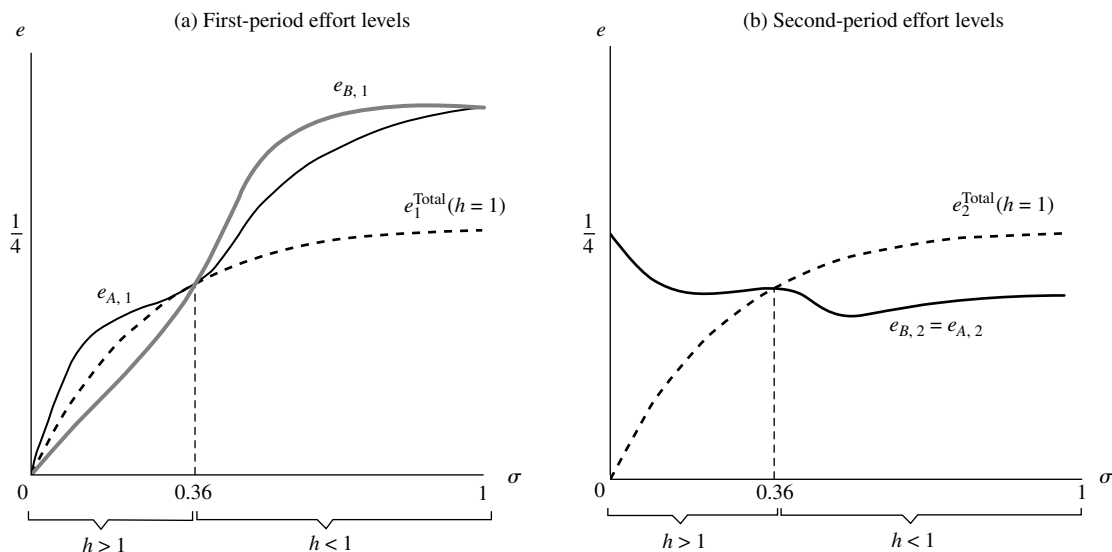 (a) First-period effort levels
e
e_{B, 1}
e_1^{Total}(h = 1)
1/4
e_{A, 1}
0
0.36
1
σ
h > 1
h < 1
(b) Second-period effort levels
e
e_2^{Total}(h = 1)
1/4
e_{B, 2} = e_{A, 2}
0
0.36
1
σ
h > 1
h < 1